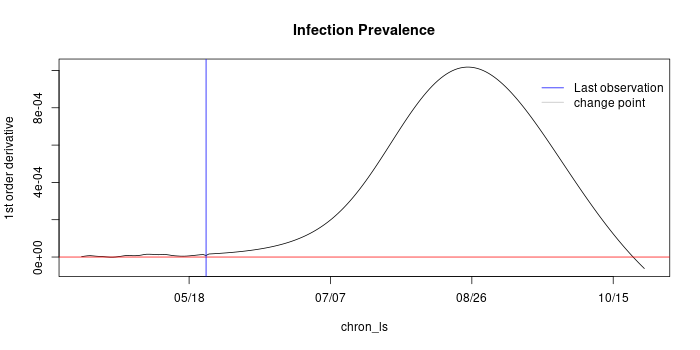 Infection Prevalence
1st order derivative
8e-04
4e-04
0e+00
Last observation
change point
05/18 07/07 08/26 10/15
chron_ls